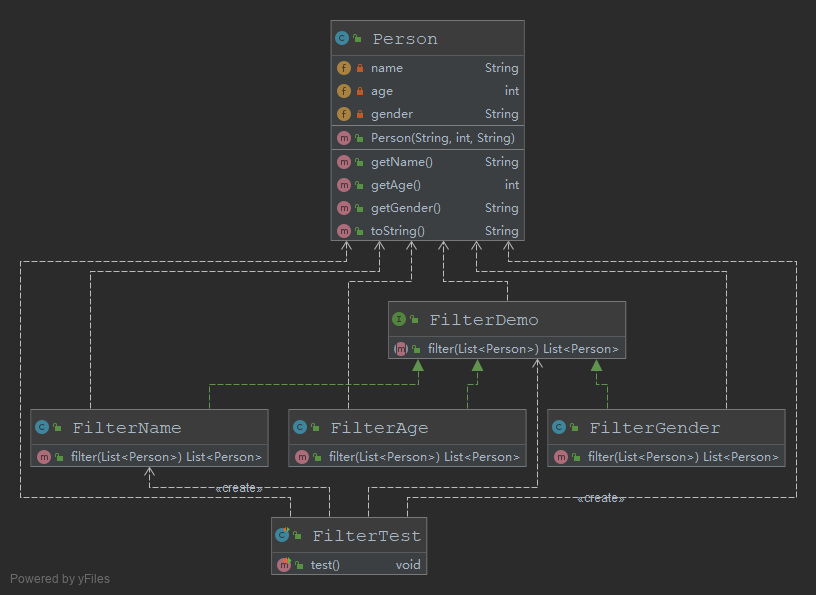 Person
name String
age int
gender String
Person(String, int, String)
getName() String
getAge() int
getGender() String
toString() String
FilterDemo
filter(List<Person>) List<Person>
FilterName
filter(List<Person>) List<Person>
FilterAge
filter(List<Person>) List<Person>
FilterGender
filter(List<Person>) List<Person>
«create»
«create»
FilterTest
test() void
Powered by yFiles